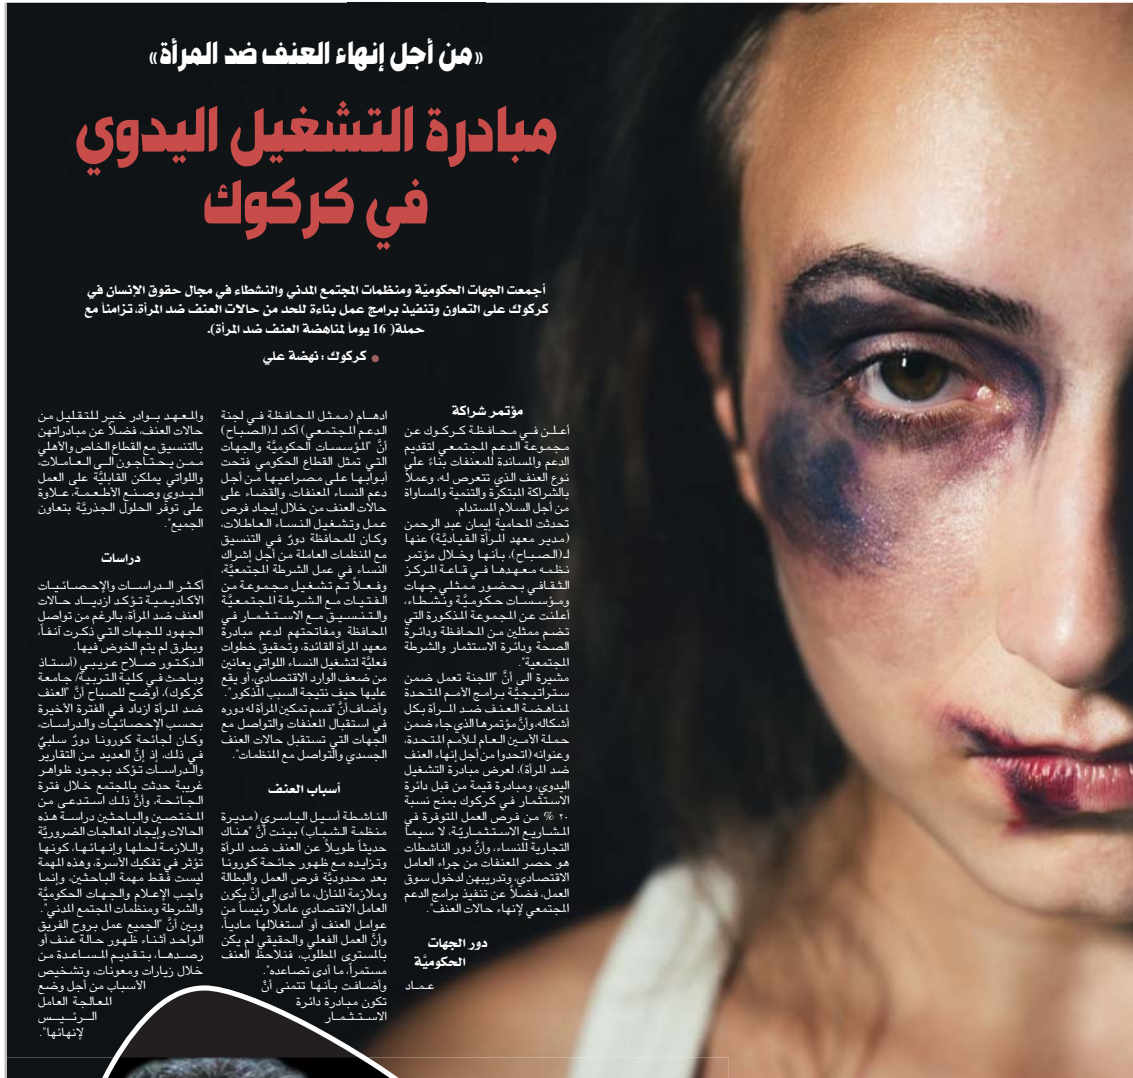 «من أجل إنهاء العنف ضد المرأة»
مبادرة التشغيل اليدوي
في كركوك
أجمعت الجهات الحكوميَّة ومنظمات المجتمع المدني والنشطاء في مجال حقوق الإنسان في
كركوك على التعاون وتنفيذ برامج عمل بناءة للحد من حالات العنف ضد المرأة، تزامناً مع
حملة( 16 يوما لمناهضة العنف ضد المرأة).
● كركوك : نهضة علي
مؤتمر شراكة
أعلن في محافظة كركوك عن
مجموعة الدعم المجتمعي لتقديم
الدعم والمساندة للمعنفات بناءً على
نوع العنف الذي تتعرض له، وعملاً
بالشراكة المبتكرة والتنمية والمساواة
من أجل السلام المستدام.
تحدثت المحامية إيمان عبد الرحمن
(مدير معهد المرأة القياديَّة) عنها
لـ(الصباح)، بأنها وخلال مؤتمر
نظمه معهدها في قاعة المركز
الثقافي بحضور ممثلي جهات
ومؤسسات حكوميَّة ونشطاء،
أعلنت عن المجموعة المذكورة التي
تضم ممثلين من المحافظة ودائرة
الصحة ودائرة الاستثمار والشرطة
المجتمعية".
مشيرة الى أنَّ "اللجنة تعمل ضمن
ستراتيجيَّة برامج الأمم المتحدة
لمناهضة العنف ضد المرأة بكل
أشكاله، وأنَّ مؤتمرها الذي جاء ضمن
حملة الأمين العام للأمم المتحدة،
وعنوانه (اتحدوا من أجل إنهاء العنف
ضد المرأة)، لعرض مبادرة التشغيل
اليدوي، ومبادرة قيمة من قبل دائرة
الاستثمار في كركوك بمنح نسبة
٢٠ % من فرص العمل المتوفرة في
المشاريع الاستثماريَّة، لا سيما
التجارية للنساء، وأنَّ دور الناشطات
هو حصر المعنفات من جراء العامل
الاقتصادي، وتدريبهن لدخول سوق
العمل، فضلاً عن تنفيذ برامج الدعم
المجتمعي لإنهاء حالات العنف".
دور الجهات
الحكوميَّة
عماد
ادهام (ممثل المحافظة في لجنة
الدعم المجتمعي) أكد لـ(الصباح)
أنَّ "المؤسسات الحكوميَّة والجهات
التي تمثل القطاع الحكومي فتحت
أبوابها على مصراعيها من أجل
دعم النساء المعنفات، والقضاء على
حالات العنف من خلال إيجاد فرص
عمل وتشغيل النساء العاطلات،
وكان للمحافظة دورٌ في التنسيق
مع المنظمات العاملة من أجل إشراك
النساء في عمل الشرطة المجتمعيَّة،
وفعلاً تم تشغيل مجموعة من
الفتيات مع الشرطة المجتمعيَّة
والتنسيق مع الاستثمار في
المحافظة ومفاتحتهم لدعم مبادرة
معهد المرأة القائدة، وتحقيق خطوات
فعليَّة لتشغيل النساء اللواتي يعانين
من ضعف الوارد الاقتصادي، أو يقع
عليها حيف نتيجة السبب المذكور".
وأضاف أنَّ "قسم تمكين المرأة له دوره
في استقبال المعنفات والتواصل مع
الجهات التي تستقبل حالات العنف
الجسدي والتواصل مع المنظمات".
أسباب العنف
الناشطة أسيل الياسري (مديرة
منظمة الشباب) بينت أنَّ "هناك
حديثاً طويلاً عن العنف ضد المرأة
وتزايده مع ظهور جائحة كورونا
بعد محدوديَّة فرص العمل والبطالة
وملازمة المنازل، ما أدى إلى أنْ يكون
العامل الاقتصادي عاملاً رئيساً من
عوامل العنف أو استغلالها مادياً،
وأنَّ العمل الفعلي والحقيقي لم يكن
بالمستوى المطلوب، فنلاحظ العنف
مستمراً، ما أدى تصاعده".
وأضافت بأنها تتمنى أنْ
تكون مبادرة دائرة
الاستثمار
والمعهد بوادر خير للتقليل من
حالات العنف، فضلاً عن مبادراتهن
بالتنسيق مع القطاع الخاص والأهلي
ممن يحتاجون الى العاملات،
واللواتي يملكن القابليَّة على العمل
اليدوي وصنع الأطعمة، علاوة
على توفر الحلول الجذريَّة بتعاون
الجميع".
دراسات
أكثر الدراسات والإحصائيات
الأكاديمية تؤكد ازدياد حالات
العنف ضد المرأة، بالرغم من تواصل
الجهود للجهات التي ذكرت آنفاً،
وبطرق لم يتم الخوض فيها.
الدكتور صلاح عريبي (أستاذ
وباحث في كلية التربية/ جامعة
كركوك)، أوضح للصباح أنَّ "العنف
ضد المرأة ازداد في الفترة الأخيرة
بحسب الإحصائيات والدراسات،
وكان لجائحة كورونا دورٌ سلبيٌ
في ذلك، إذ إنَّ العديد من التقارير
والدراسات تؤكد بوجود ظواهر
غريبة حدثت بالمجتمع خلال فترة
الجائحة، وأنَّ ذلك استدعى من
المختصين والباحثين دراسة هذه
الحالات وإيجاد المعالجات الضروريَّة
واللازمة لحلها وإنهائها، كونها
تؤثر في تفكيك الأسرة، وهذه المهمة
ليست فقط مهمة الباحثين، وإنما
واجب الإعلام والجهات الحكوميَّة
والشرطة ومنظمات المجتمع المدني".
وبين أنَّ "الجميع عمل بروح الفريق
الواحد أثناء ظهور حالة عنف أو
رصدها، بتقديم المساعدة من
خلال زيارات ومعونات، وتشخيص
الأسباب من أجل وضع
المعالجة العامل
الرئيس
لإنهائها".